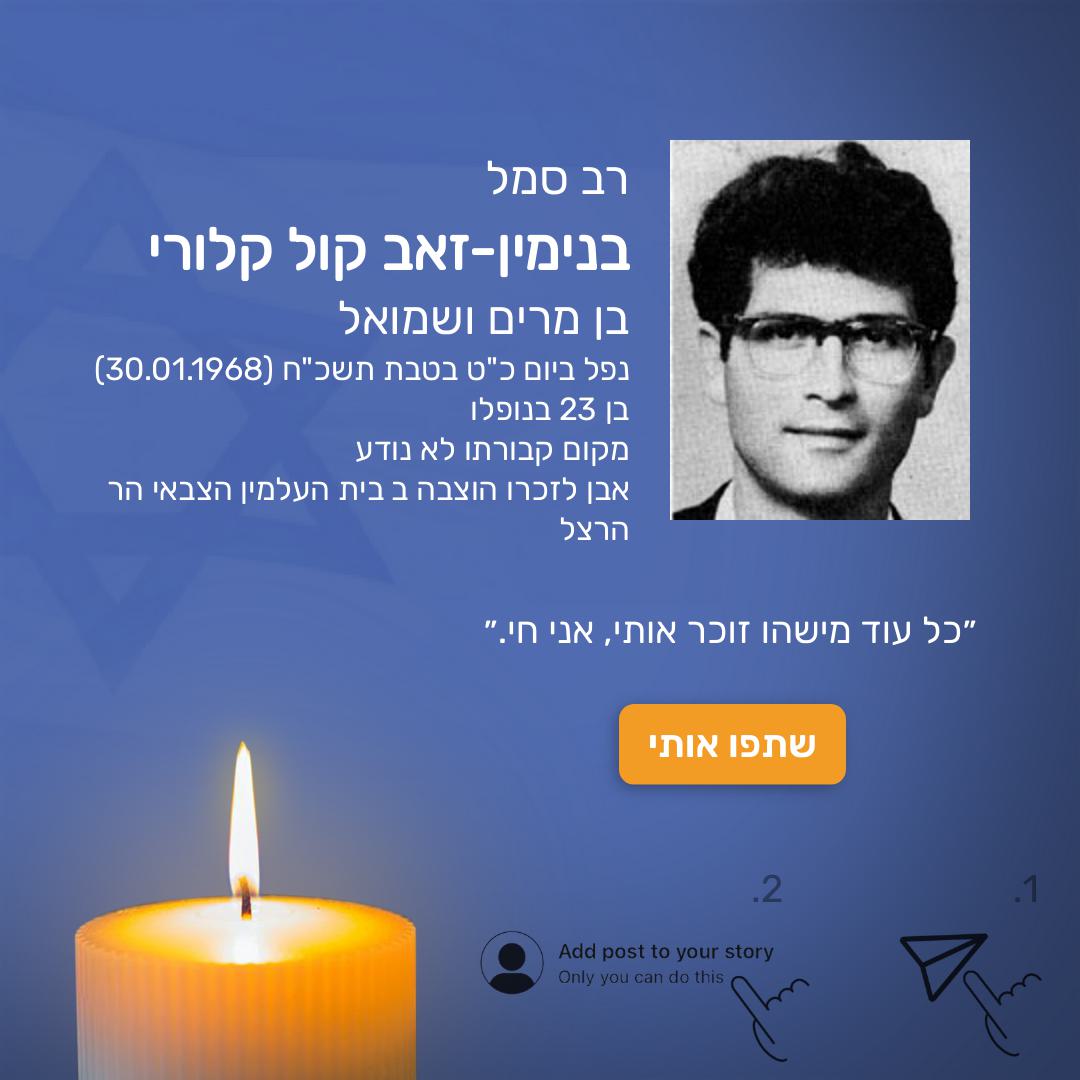 רב סמל
בנימין-זאב קול קלורי
בן מרים ושמואל
נפל ביום כ"ט בטבת תשכ"ח (30.01.1968)
בן 23 בנופלו
מקום קבורתו לא נודע
אבן לזכרו הוצבה ב בית העלמין הצבאי הר
הרצל
״כל עוד מישהו זוכר אותי, אני חי.״
שתפו אותי
1.
2.
Add post to your story
Only you can do this